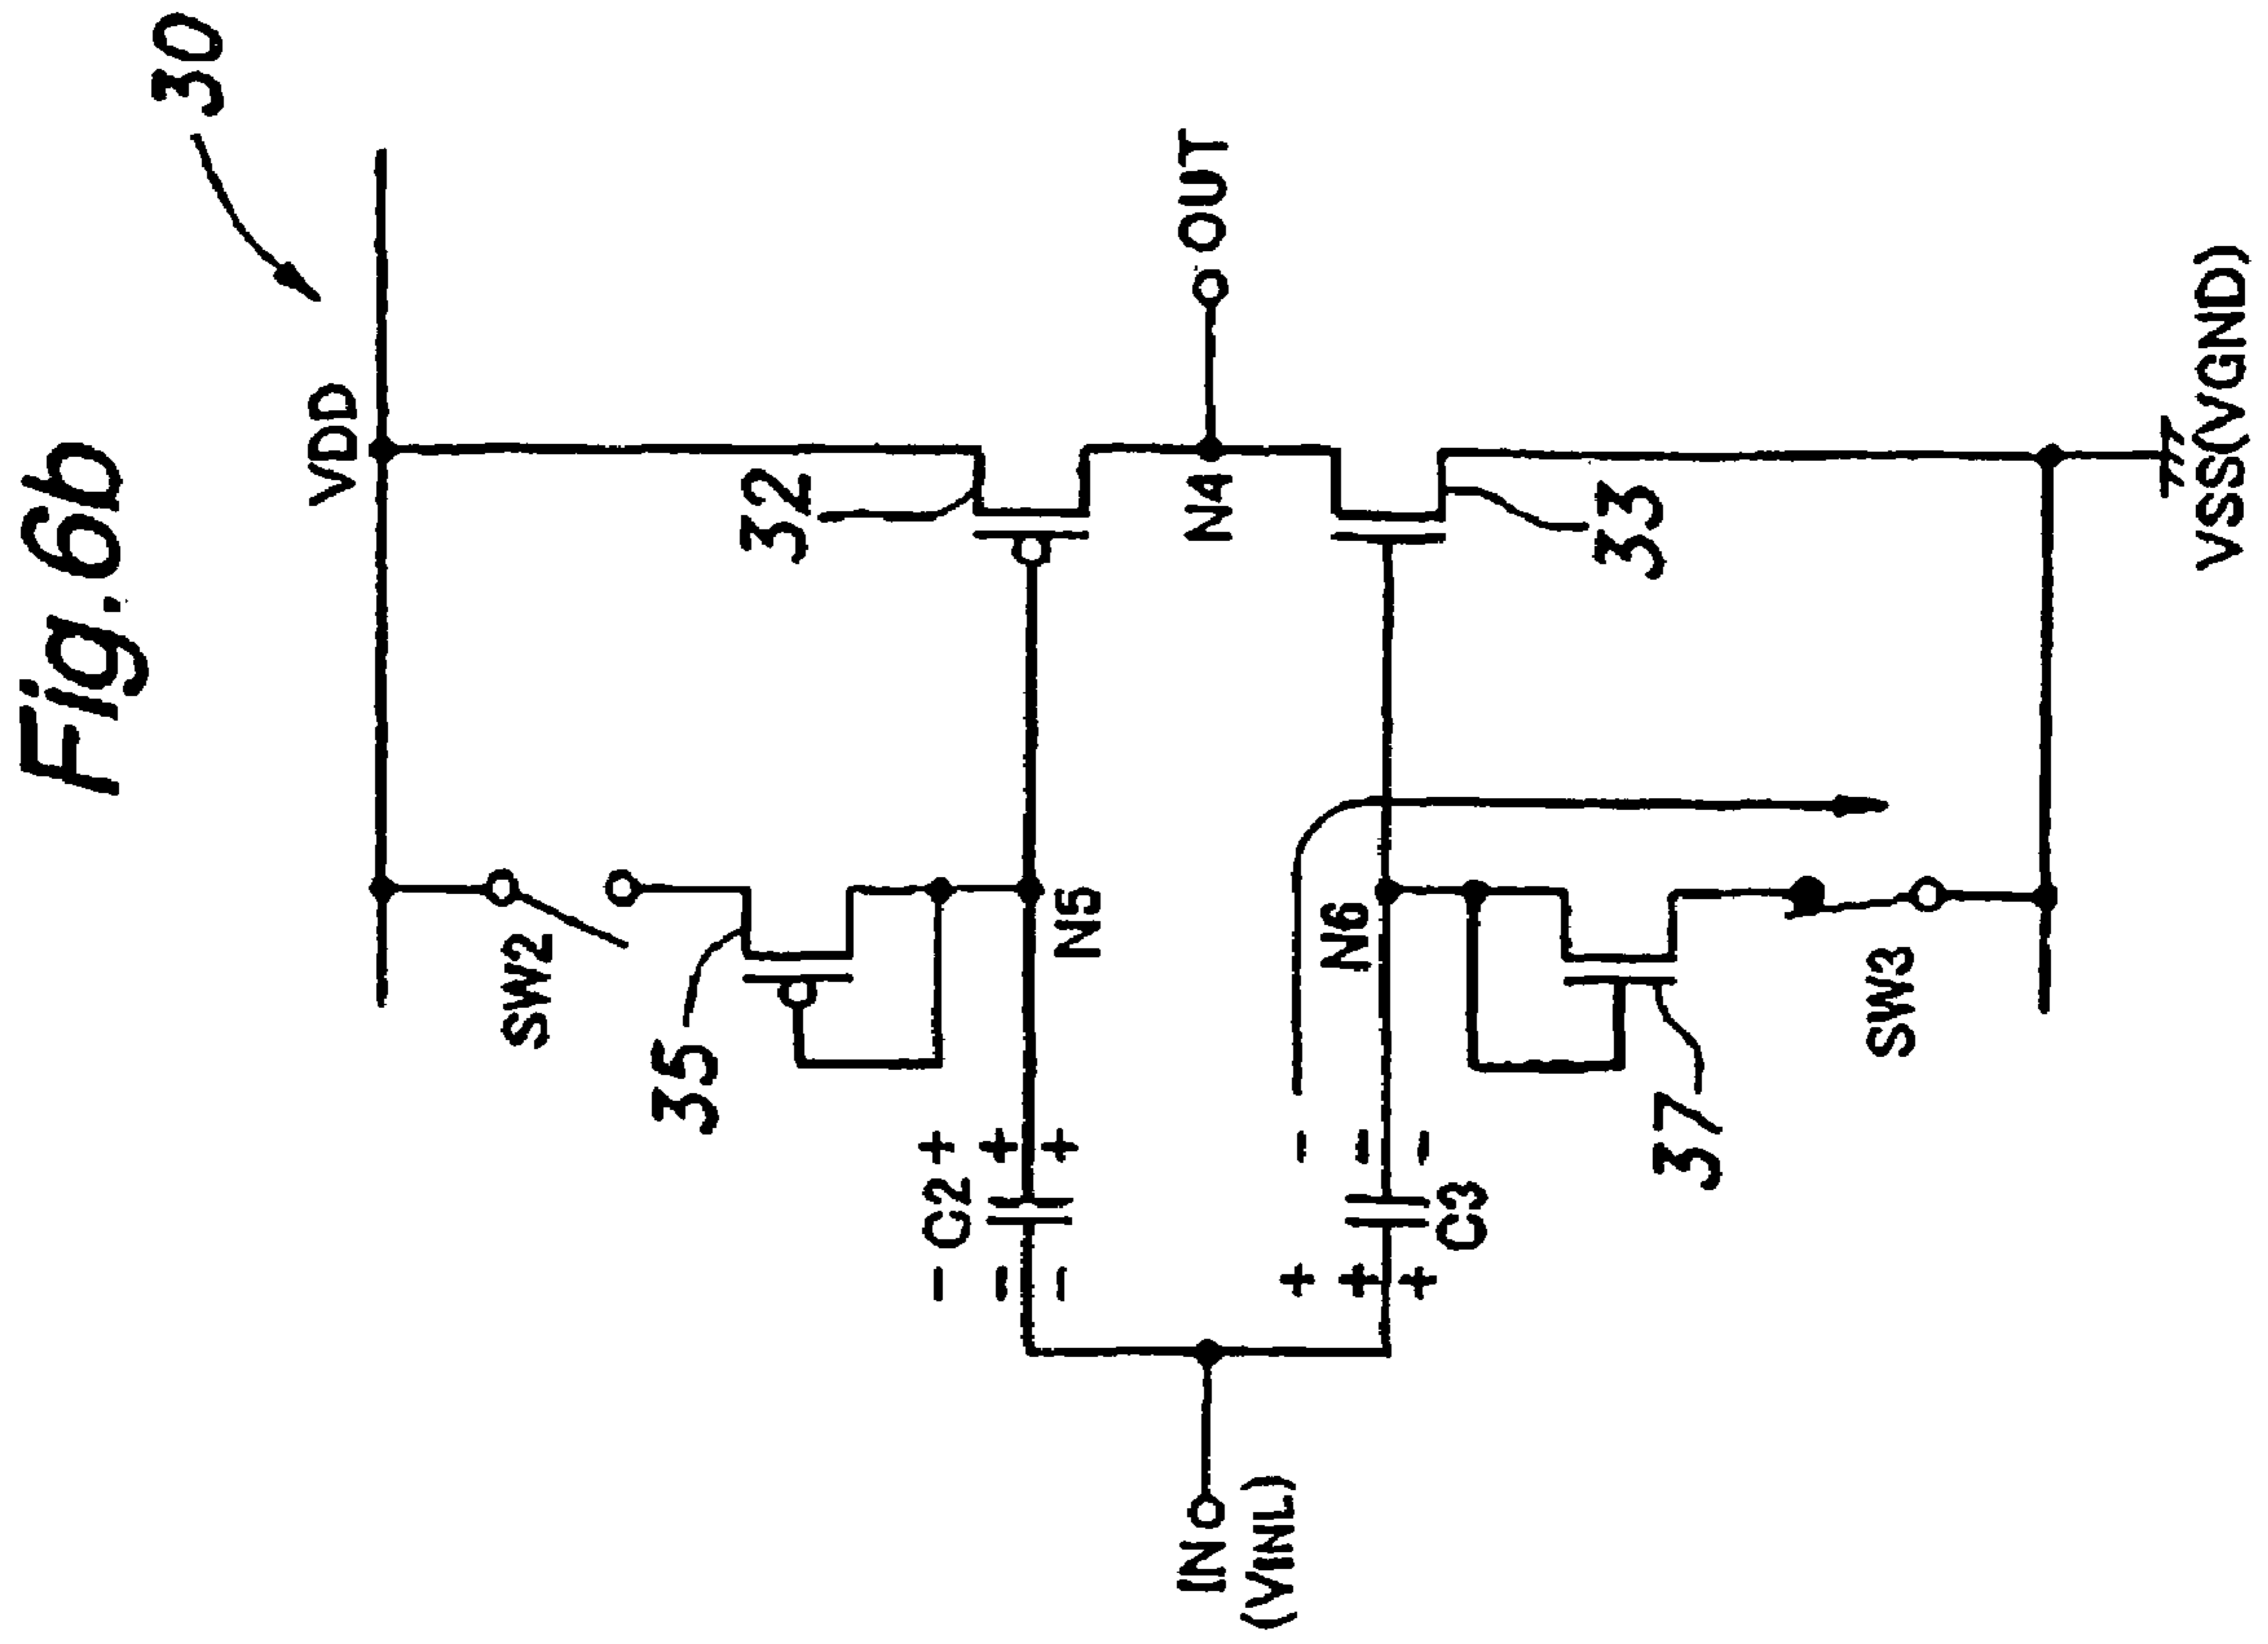 Fig.6b
30
VDD
SW2
35
32
C2
+ + +
- - -
N5
N4
OUT
IN
(VINL)
N6
- - -
+ + +
C3
37
33
SW3
VSS(VGND)